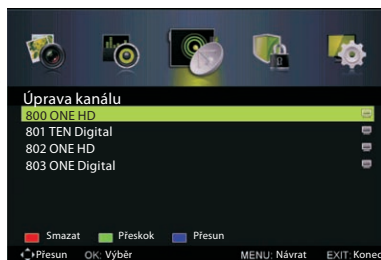 Úprava kanálu
800 ONE HD
801 TEN Digital
802 ONE HD
803 ONE Digital
Smazat Přeskok Přesun
Přesun OK: Výběr MENU: Návrat EXIT: Konec